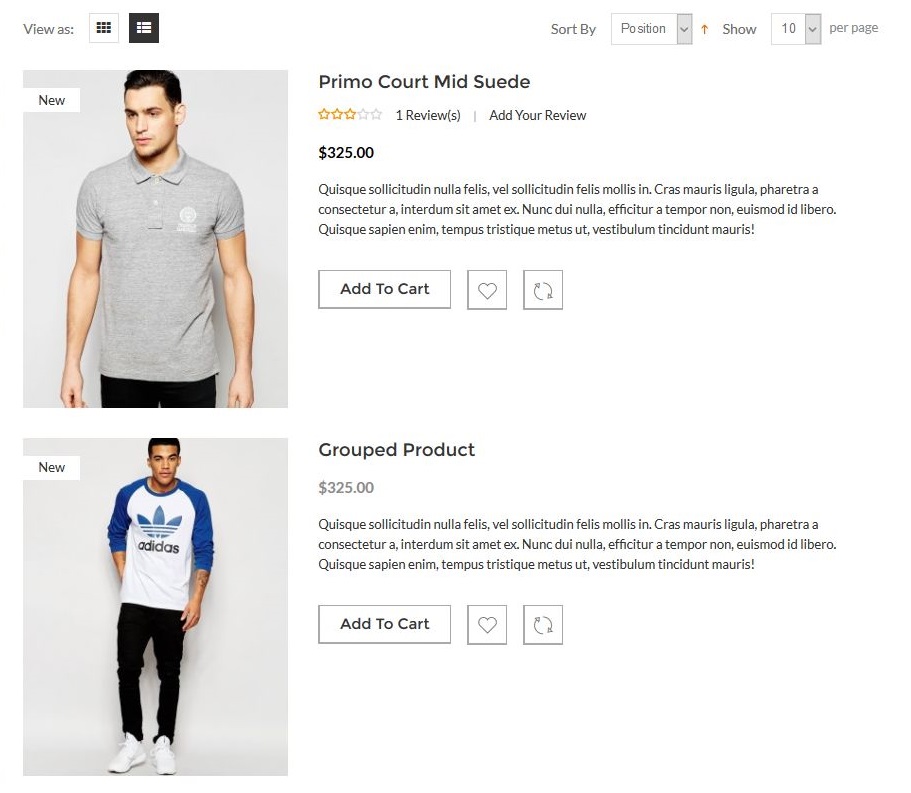 View as:
Sort By Position Show 10 per page
New
Primo Court Mid Suede
1 Review(s) | Add Your Review
$325.00
Quisque sollicitudin nulla felis, vel sollicitudin felis mollis in. Cras mauris ligula, pharetra a
consectetur a, interdum sit amet ex. Nunc dui nulla, efficitur a tempor non, euismod id libero.
Quisque sapien enim, tempus tristique metus ut, vestibulum tincidunt mauris!
Add To Cart
New
adidas
Grouped Product
$325.00
Quisque sollicitudin nulla felis, vel sollicitudin felis mollis in. Cras mauris ligula, pharetra a
consectetur a, interdum sit amet ex. Nunc dui nulla, efficitur a tempor non, euismod id libero.
Quisque sapien enim, tempus tristique metus ut, vestibulum tincidunt mauris!
Add To Cart